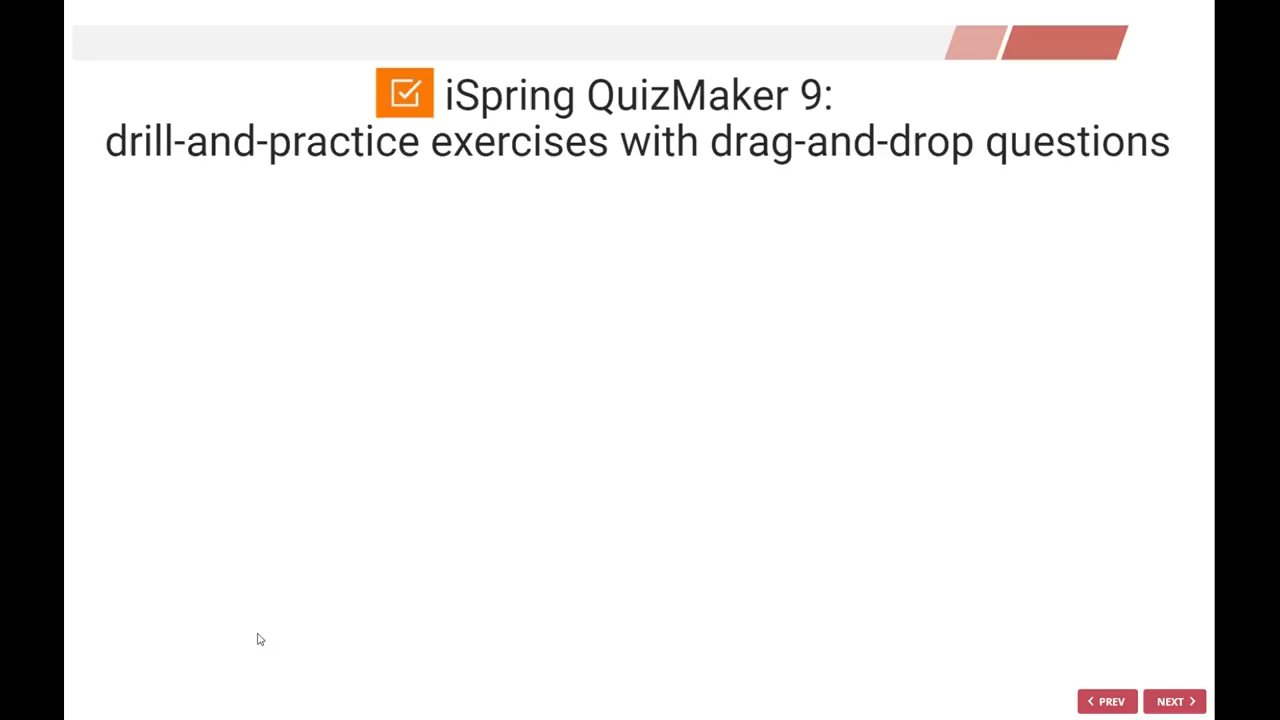 iSpring QuizMaker 9:
drill-and-practice exercises with drag-and-drop questions
PREV
NEXT